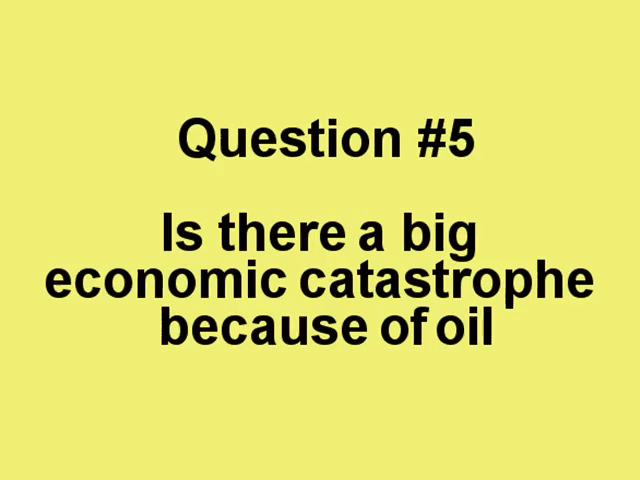 Question #5
Is there a big
economic catastrophe
because of oil